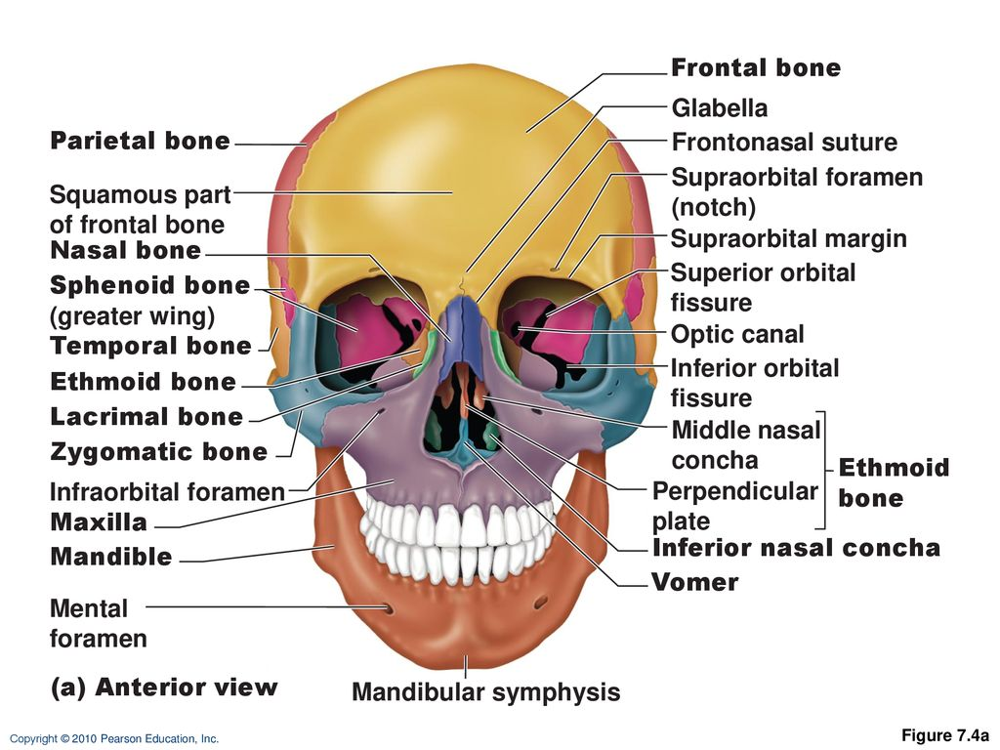 Parietal bone
Squamous part
of frontal bone
Nasal bone
Sphenoid bone
(greater wing)
Temporal bone
Ethmoid bone
Lacrimal bone
Zygomatic bone
Infraorbital foramen
Maxilla
Mandible
Mental
foramen
(a) Anterior view
Frontal bone
Glabella
Frontonasal suture
Supraorbital foramen
(notch)
Supraorbital margin
Superior orbital
fissure
Optic canal
Inferior orbital
fissure
Middle nasal
concha
Perpendicular
plate
Ethmoid
bone
Inferior nasal concha
Vomer
Mandibular symphysis
Copyright © 2010 Pearson Education, Inc.
Figure 7.4a